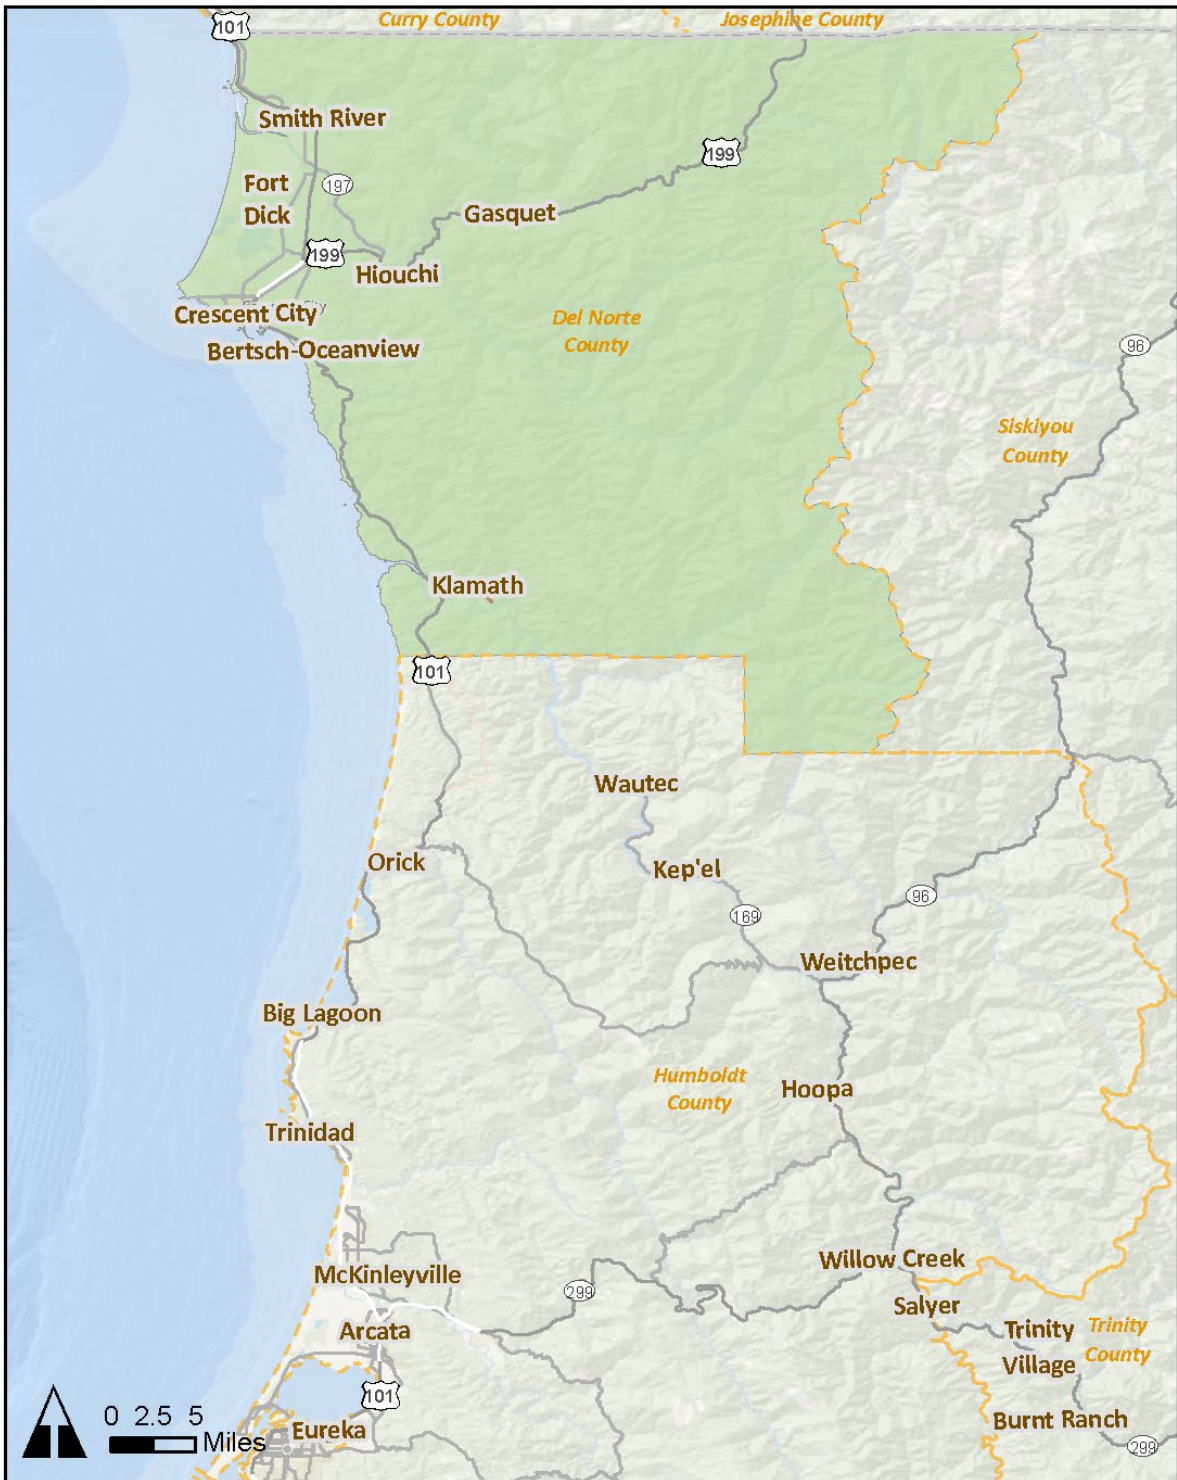 Curry County
Josephine County
101
Smith River
199
Fort
Dick
197
Gasquet
199
Hiouchi
Crescent City
Del Norte
County
Bertsch-Oceanview
96
Siskiyou
County
Klamath
101
Wautec
Orick
Kep'el
96
169
Weitchpec
Big Lagoon
Humboldt
County
Hoopa
Trinidad
Willow Creek
McKinleyville
299
Salyer
Arcata
Trinity
Village
Trinity
County
101
0 2.5 5
Miles
Eureka
Burnt Ranch
299